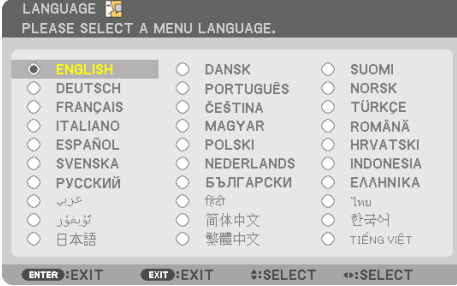 LANGUAGE
PLEASE SELECT A MENU LANGUAGE.
ENGLISH DANSK SUOMI
DEUTSCH PORTUGUÊS NORSK
FRANÇAIS ČEŠTINA TÜRKÇE
ITALIANO MAGYAR ROMÂNĂ
ESPAÑOL POLSKI HRVATSKI
SVENSKA NEDERLANDS INDONESIA
РУССКИЙ БЪЛГАРСКИ ΕΛΛΗΝΙΚΑ
عربي हिंदी ไทย
ئۇيغۇر 简体中文 한국어
日本語 繁體中文 TIẾNG VIỆT
ENTER:EXIT EXIT:EXIT :SELECT :SELECT